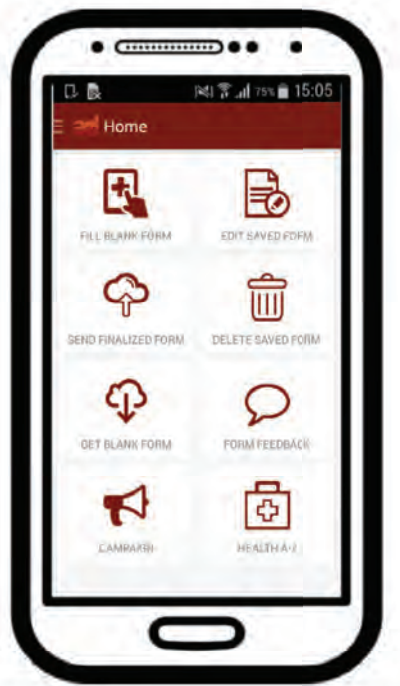 75% 15:05
Home
FILL BLANK FORM
EDIT SAVED FORM
SEND FINALIZED FORM
DELETE SAVED FORM
GET BLANK FORM
FORM FEEDBACK
CAMPAIGN
HEALTH A-Z